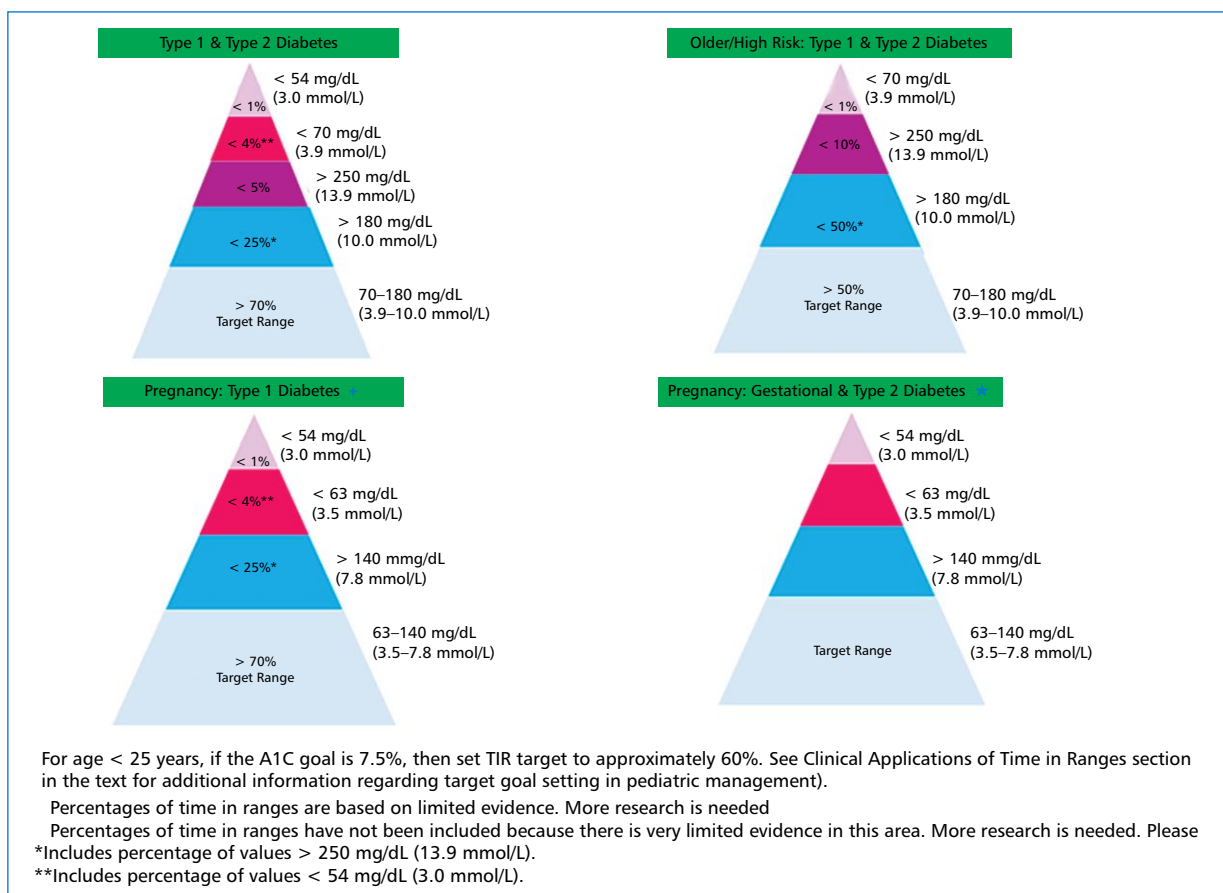 Type 1 & Type 2 Diabetes
< 54 mg/dL
(3.0 mmol/L)
< 1%
< 70 mg/dL
(3.9 mmol/L)
< 4%**
> 250 mg/dL
(13.9 mmol/L)
< 5%
> 180 mg/dL
(10.0 mmol/L)
< 25%*
70–180 mg/dL
(3.9–10.0 mmol/L)
> 70%
Target Range
Older/High Risk: Type 1 & Type 2 Diabetes
< 70 mg/dL
(3.9 mmol/L)
< 1%
> 250 mg/dL
(13.9 mmol/L)
< 10%
> 180 mg/dL
(10.0 mmol/L)
< 50%*
> 50%
Target Range
70–180 mg/dL
(3.9–10.0 mmol/L)
Pregnancy: Type 1 Diabetes +
< 54 mg/dL
(3.0 mmol/L)
< 1%
< 63 mg/dL
(3.5 mmol/L)
< 4%**
> 140 mmg/dL
(7.8 mmol/L)
< 25%*
63–140 mg/dL
(3.5–7.8 mmol/L)
> 70%
Target Range
Pregnancy: Gestational & Type 2 Diabetes ★
< 54 mg/dL
(3.0 mmol/L)
< 63 mg/dL
(3.5 mmol/L)
> 140 mmg/dL
(7.8 mmol/L)
63–140 mg/dL
(3.5–7.8 mmol/L)
Target Range
For age < 25 years, if the A1C goal is 7.5%, then set TIR target to approximately 60%. See Clinical Applications of Time in Ranges section
in the text for additional information regarding target goal setting in pediatric management).
Percentages of time in ranges are based on limited evidence. More research is needed
Percentages of time in ranges have not been included because there is very limited evidence in this area. More research is needed. Please
*Includes percentage of values > 250 mg/dL (13.9 mmol/L).
**Includes percentage of values < 54 mg/dL (3.0 mmol/L).